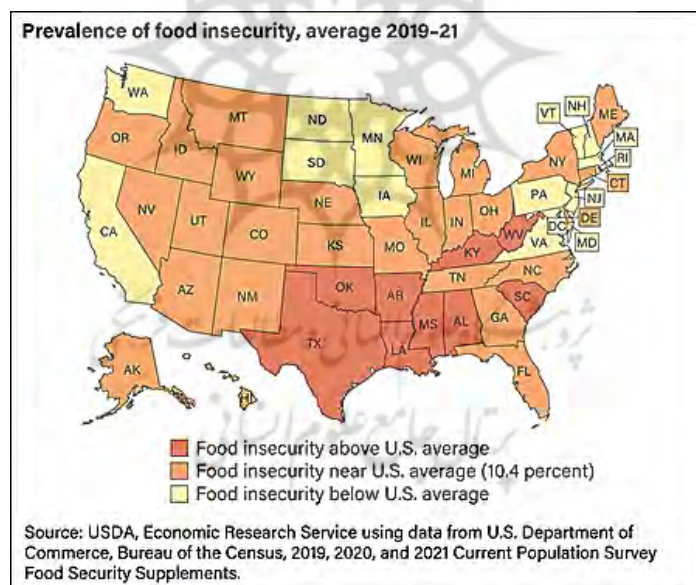 Prevalence of food insecurity, average 2019–21
WA
OR
CA
ID
NV
MT
WY
UT
AZ
CO
NM
ND
SD
NE
KS
OK
TX
MN
IA
MO
AR
LA
WI
IL
MI
IN
OH
KY
TN
MS
AL
GA
FL
SC
NC
VA
WV
PA
NY
VT
NH
ME
MA
RI
CT
NJ
DE
MD
DC
AK
HI
پرتال جامع علوم انسانی
Food insecurity above U.S. average
Food insecurity near U.S. average (10.4 percent)
Food insecurity below U.S. average
Source: USDA, Economic Research Service using data from U.S. Department of
Commerce, Bureau of the Census, 2019, 2020, and 2021 Current Population Survey
Food Security Supplements.